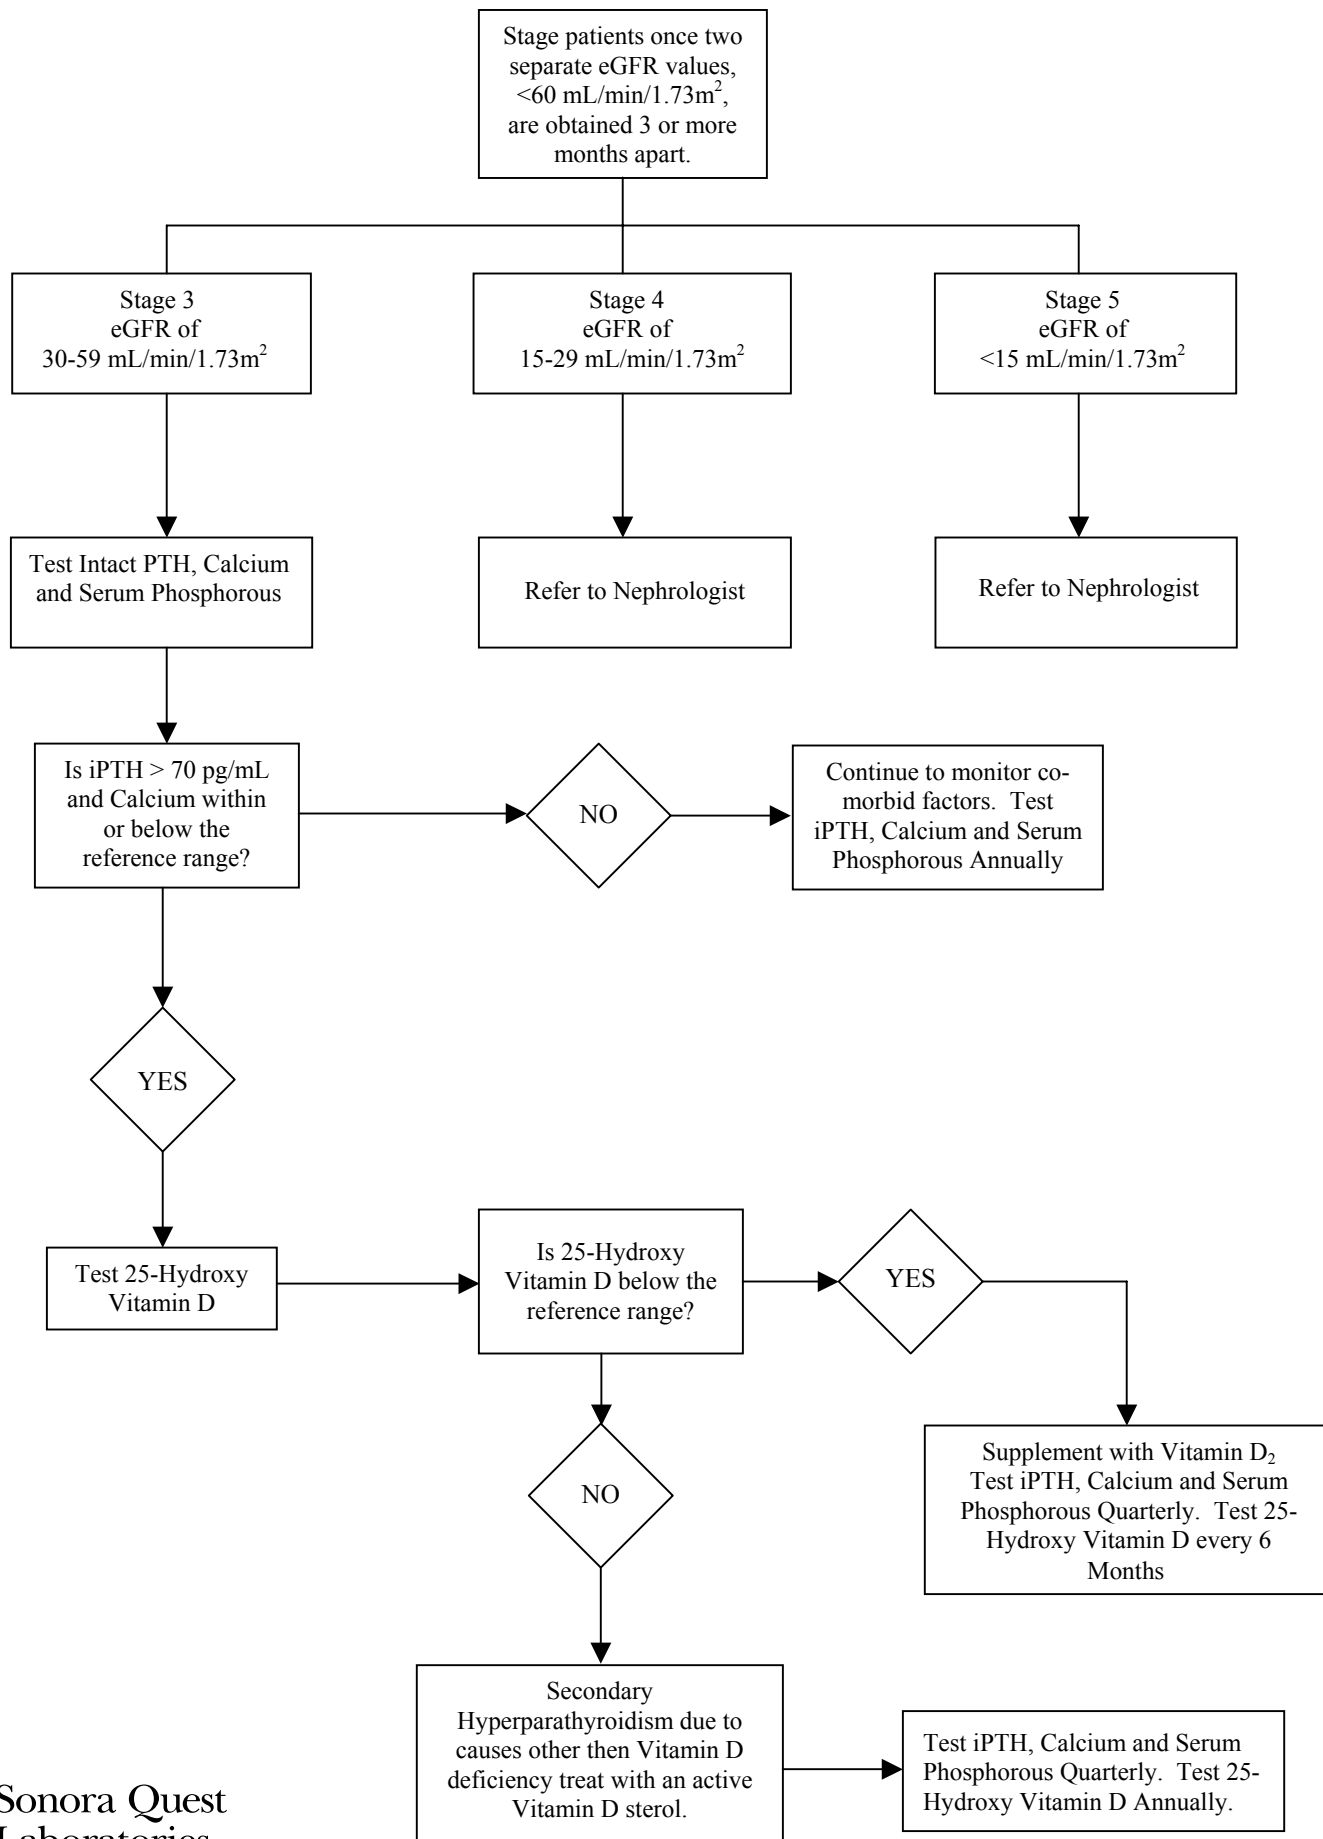 Stage patients once two
separate eGFR values,
<60 mL/min/1.73m²,
are obtained 3 or more
months apart.
Stage 3
eGFR of
30-59 mL/min/1.73m²
Stage 4
eGFR of
15-29 mL/min/1.73m²
Stage 5
eGFR of
<15 mL/min/1.73m²
Test Intact PTH, Calcium
and Serum Phosphorous
Refer to Nephrologist
Refer to Nephrologist
Is iPTH > 70 pg/mL
and Calcium within
or below the
reference range?
NO
Continue to monitor co-
morbid factors.  Test
iPTH, Calcium and Serum
Phosphorous Annually
YES
Test 25-Hydroxy
Vitamin D
Is 25-Hydroxy
Vitamin D below the
reference range?
YES
Supplement with Vitamin D₂
Test iPTH, Calcium and Serum
Phosphorous Quarterly.  Test 25-
Hydroxy Vitamin D every 6
Months
NO
Secondary
Hyperparathyroidism due to
causes other then Vitamin D
deficiency treat with an active
Vitamin D sterol.
Test iPTH, Calcium and Serum
Phosphorous Quarterly.  Test 25-
Hydroxy Vitamin D Annually.
Sonora Quest
Laboratories